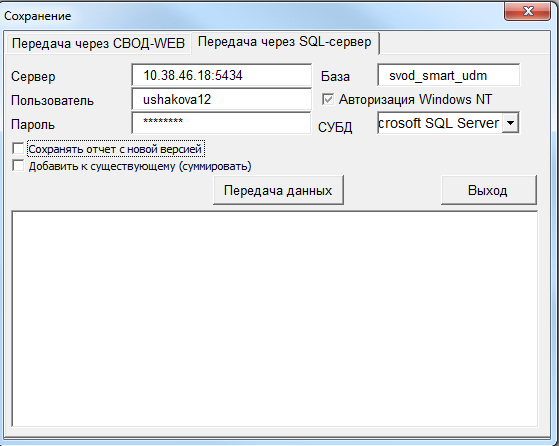 Сохранение
Передача через СВОД-WEB Передача через SQL-сервер
Сервер 10.38.46.18:5434 База svod_smart_udm
Пользователь ushakova12 Авторизация Windows NT
Пароль ******** СУБД crosoft SQL Server
Сохранять отчет с новой версией
Добавить к существующему (суммировать)
Передача данных Выход